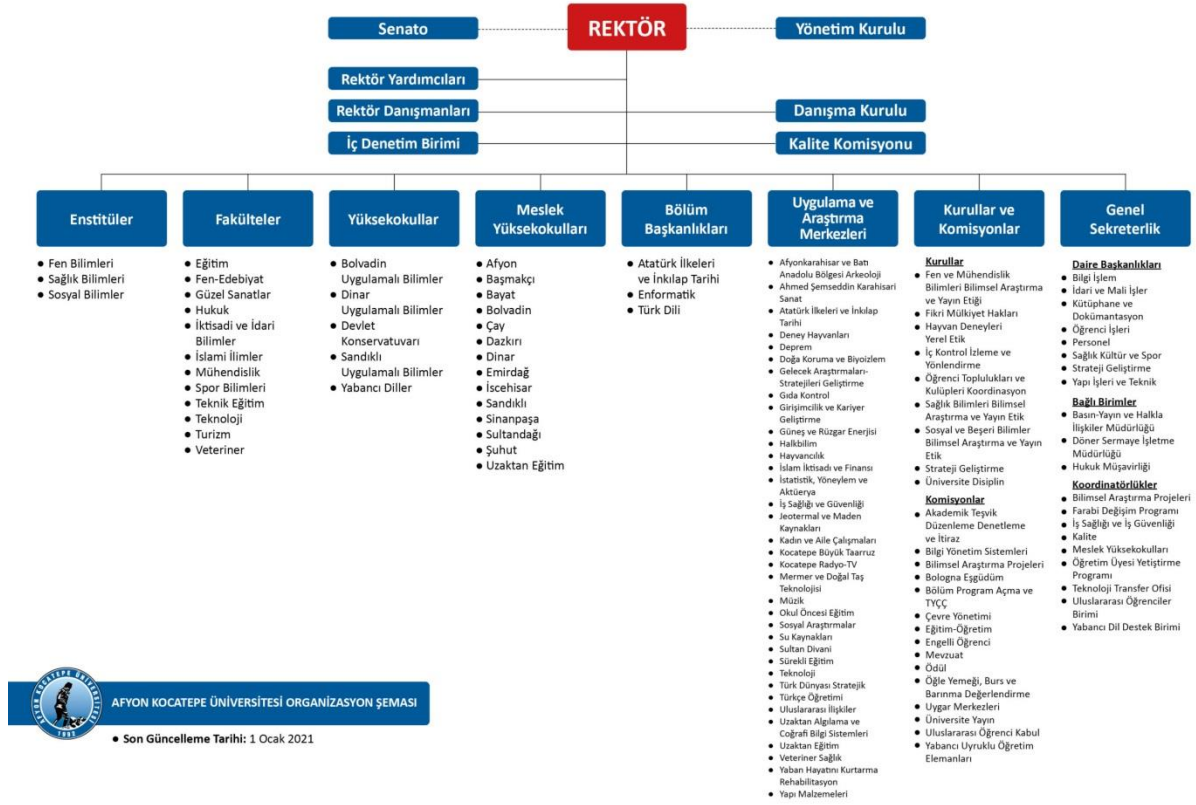 Senato
REKTÖR
Yönetim Kurulu
Rektör Yardımcıları
Rektör Danışmanları
Danışma Kurulu
İç Denetim Birimi
Kalite Komisyonu
Enstitüler
• Fen Bilimleri
• Sağlık Bilimleri
• Sosyal Bilimler
Fakülteler
• Eğitim
• Fen-Edebiyat
• Güzel Sanatlar
• Hukuk
• İktisadi ve İdari
Bilimler
• İslami İlimler
• Mühendislik
• Spor Bilimleri
• Teknik Eğitim
• Teknoloji
• Turizm
• Veteriner
Yüksekokullar
• Bolvadin
Uygulamalı Bilimler
• Dinar
Uygulamalı Bilimler
• Devlet
Konservatuvarı
• Sandıklı
Uygulamalı Bilimler
• Yabancı Diller
Meslek
Yüksekokulları
• Afyon
• Başmakçı
• Bayat
• Bolvadin
• Çay
• Dazkırı
• Dinar
• Emirdağ
• İscehisar
• Sandıklı
• Sinanpaşa
• Sultandağı
• Şuhut
• Uzaktan Eğitim
Bölüm
Başkanlıkları
• Atatürk İlkeleri
ve İnkılap Tarihi
• Enformatik
• Türk Dili
Uygulama ve
Araştırma
Merkezleri
• Afyonkarahisar ve Batı
Anadolu Bölgesi Arkeoloji
• Ahmed Şemseddin Karahisari
Sanat
• Atatürk İlkeleri ve İnkılap
Tarihi
• Deney Hayvanları
• Deprem
• Doğa Koruma ve Biyoizlem
• Gelecek Araştırmaları-
Stratejileri Geliştirme
• Gıda Kontrol
• Girişimcilik ve Kariyer
Geliştirme
• Güneş ve Rüzgar Enerjisi
• Halkbilim
• Hayvancılık
• İslam İktisadı ve Finansı
• İstatistik, Yöneylem ve
Aktüerya
• İş Sağlığı ve Güvenliği
• Jeotermal ve Maden
Kaynakları
• Kadın ve Aile Çalışmaları
• Kocatepe Büyük Taarruz
• Kocatepe Radyo-TV
• Mermer ve Doğal Taş
Teknolojisi
• Müzik
• Okul Öncesi Eğitim
• Sosyal Araştırmalar
• Su Kaynakları
• Sultan Divani
• Sürekli Eğitim
• Teknoloji
• Türk Dünyası Stratejik
• Türkçe Öğretimi
• Uluslararası İlişkiler
• Uzaktan Algılama ve
Coğrafi Bilgi Sistemleri
• Uzaktan Eğitim
• Veteriner Sağlık
• Yaban Hayatını Kurtarma
Rehabilitasyon
• Yapı Malzemeleri
Kurullar ve
Komisyonlar
Kurullar
• Fen ve Mühendislik
Bilimleri Bilimsel Araştırma
ve Yayın Etiği
• Fikri Mülkiyet Hakları
• Hayvan Deneyleri
Yerel Etik
• İç Kontrol İzleme ve
Yönlendirme
• Öğrenci Toplulukları ve
Kulüpleri Koordinasyon
• Sağlık Bilimleri Bilimsel
Araştırma ve Yayın Etik
• Sosyal ve Beşeri Bilimler
Bilimsel Araştırma ve Yayın
Etik
• Strateji Geliştirme
• Üniversite Disiplin
Komisyonlar
• Akademik Teşvik
Düzenleme Denetleme
ve İtiraz
• Bilgi Yönetim Sistemleri
• Bilimsel Araştırma Projeleri
• Bologna Eşgüdüm
• Bölüm Program Açma ve
TYÇÇ
• Çevre Yönetimi
• Eğitim-Öğretim
• Engelli Öğrenci
• Mevzuat
• Ödül
• Öğle Yemeği, Burs ve
Barınma Değerlendirme
• Uygar Merkezleri
• Üniversite Yayın
• Uluslararası Öğrenci Kabul
• Yabancı Uyruklu Öğretim
Elemanları
Genel
Sekreterlik
Daire Başkanlıkları
• Bilgi İşlem
• İdari ve Mali İşler
• Kütüphane ve
Dokümantasyon
• Öğrenci İşleri
• Personel
• Sağlık Kültür ve Spor
• Strateji Geliştirme
• Yapı İşleri ve Teknik
Bağlı Birimler
• Basın-Yayın ve Halkla
İlişkiler Müdürlüğü
• Döner Sermaye İşletme
Müdürlüğü
• Hukuk Müşavirliği
Koordinatörlükler
• Bilimsel Araştırma Projeleri
• Farabi Değişim Programı
• İş Sağlığı ve İş Güvenliği
• Kalite
• Meslek Yüksekokulları
• Öğretim Üyesi Yetiştirme
Programı
• Teknoloji Transfer Ofisi
• Uluslararası Öğrenciler
Birimi
• Yabancı Dil Destek Birimi
AFYON KOCATEPE ÜNİVERSİTESİ
1992
AFYON KOCATEPE ÜNİVERSİTESİ ORGANİZASYON ŞEMASI
• Son Güncelleme Tarihi: 1 Ocak 2021